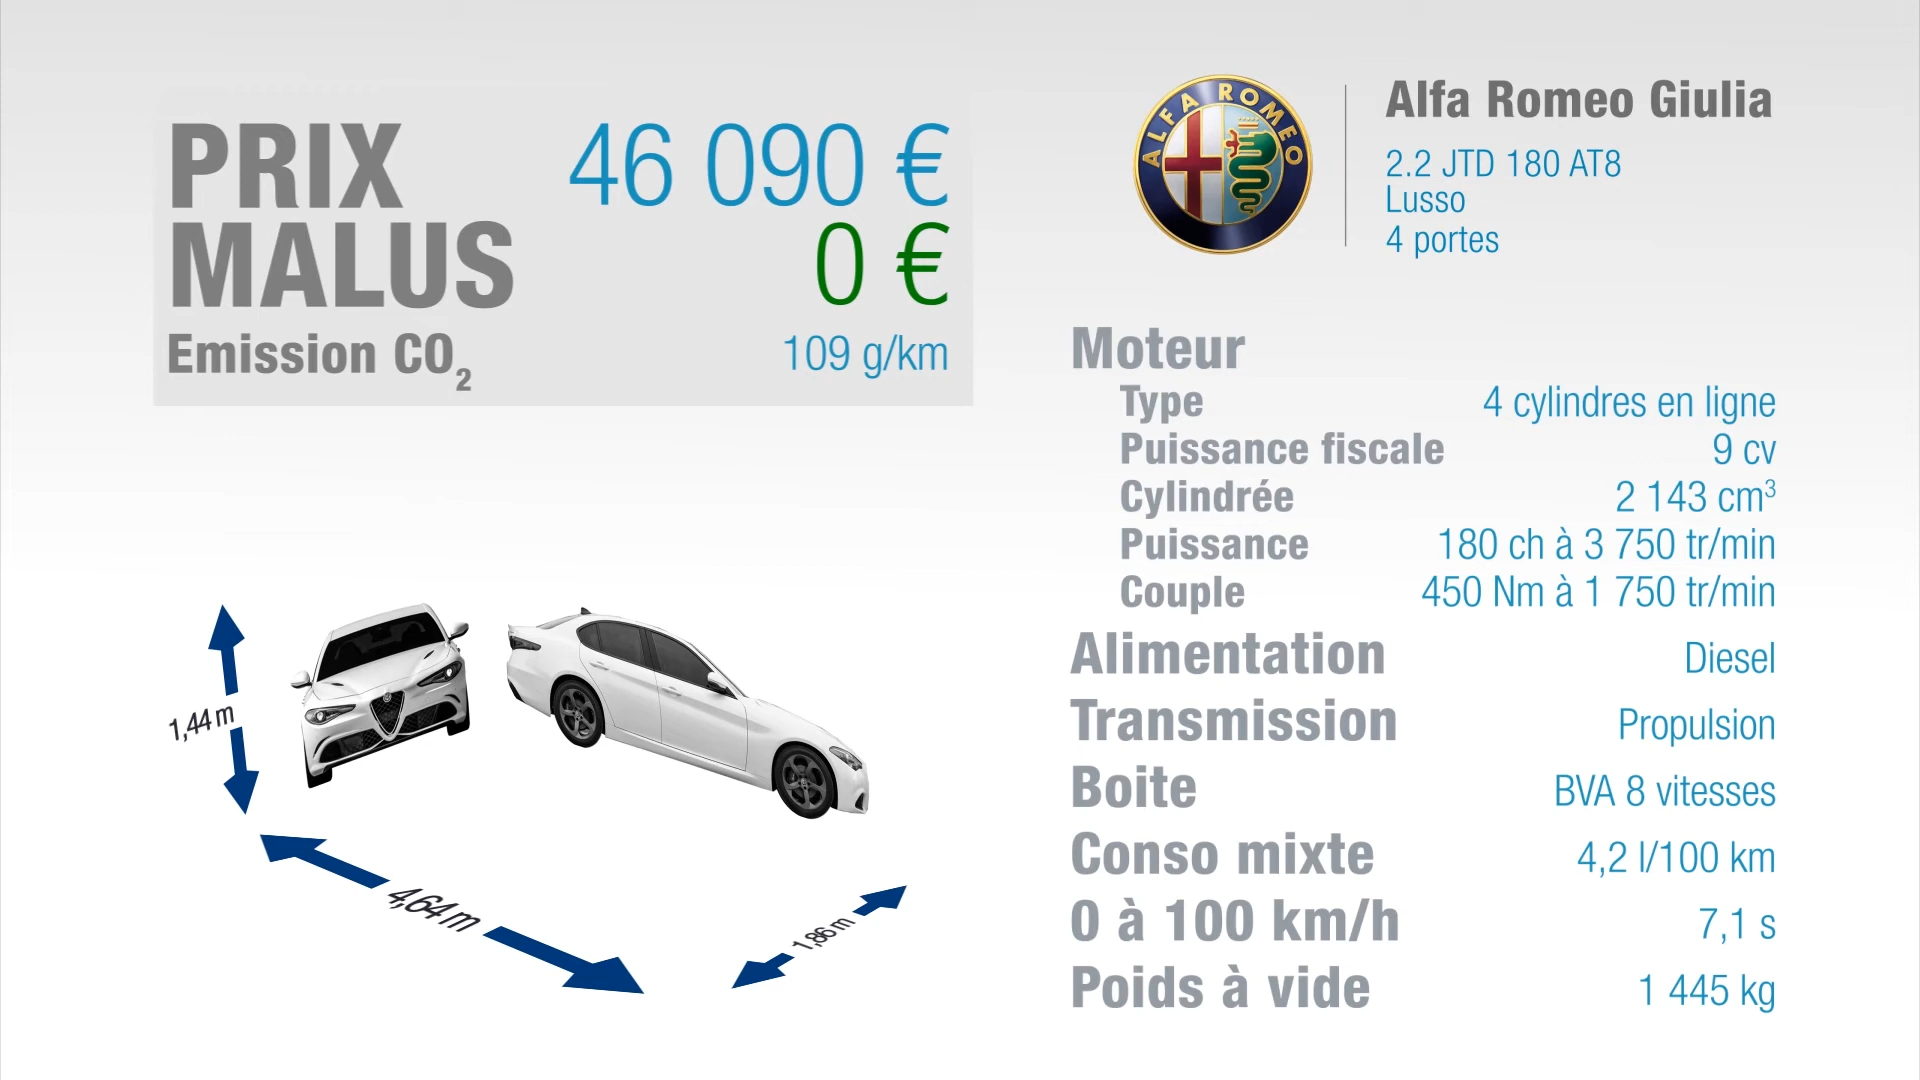 PRIX 46 090 €
MALUS 0 €
Emission CO₂ 109 g/km
ALFA ROMEO
Alfa Romeo Giulia
2.2 JTD 180 AT8
Lusso
4 portes
Moteur
Type 4 cylindres en ligne
Puissance fiscale 9 cv
Cylindrée 2 143 cm³
Puissance 180 ch à 3 750 tr/min
Couple 450 Nm à 1 750 tr/min
Alimentation Diesel
Transmission Propulsion
Boite BVA 8 vitesses
Conso mixte 4,2 l/100 km
0 à 100 km/h 7,1 s
Poids à vide 1 445 kg
1,44 m
4,64 m
1,86 m